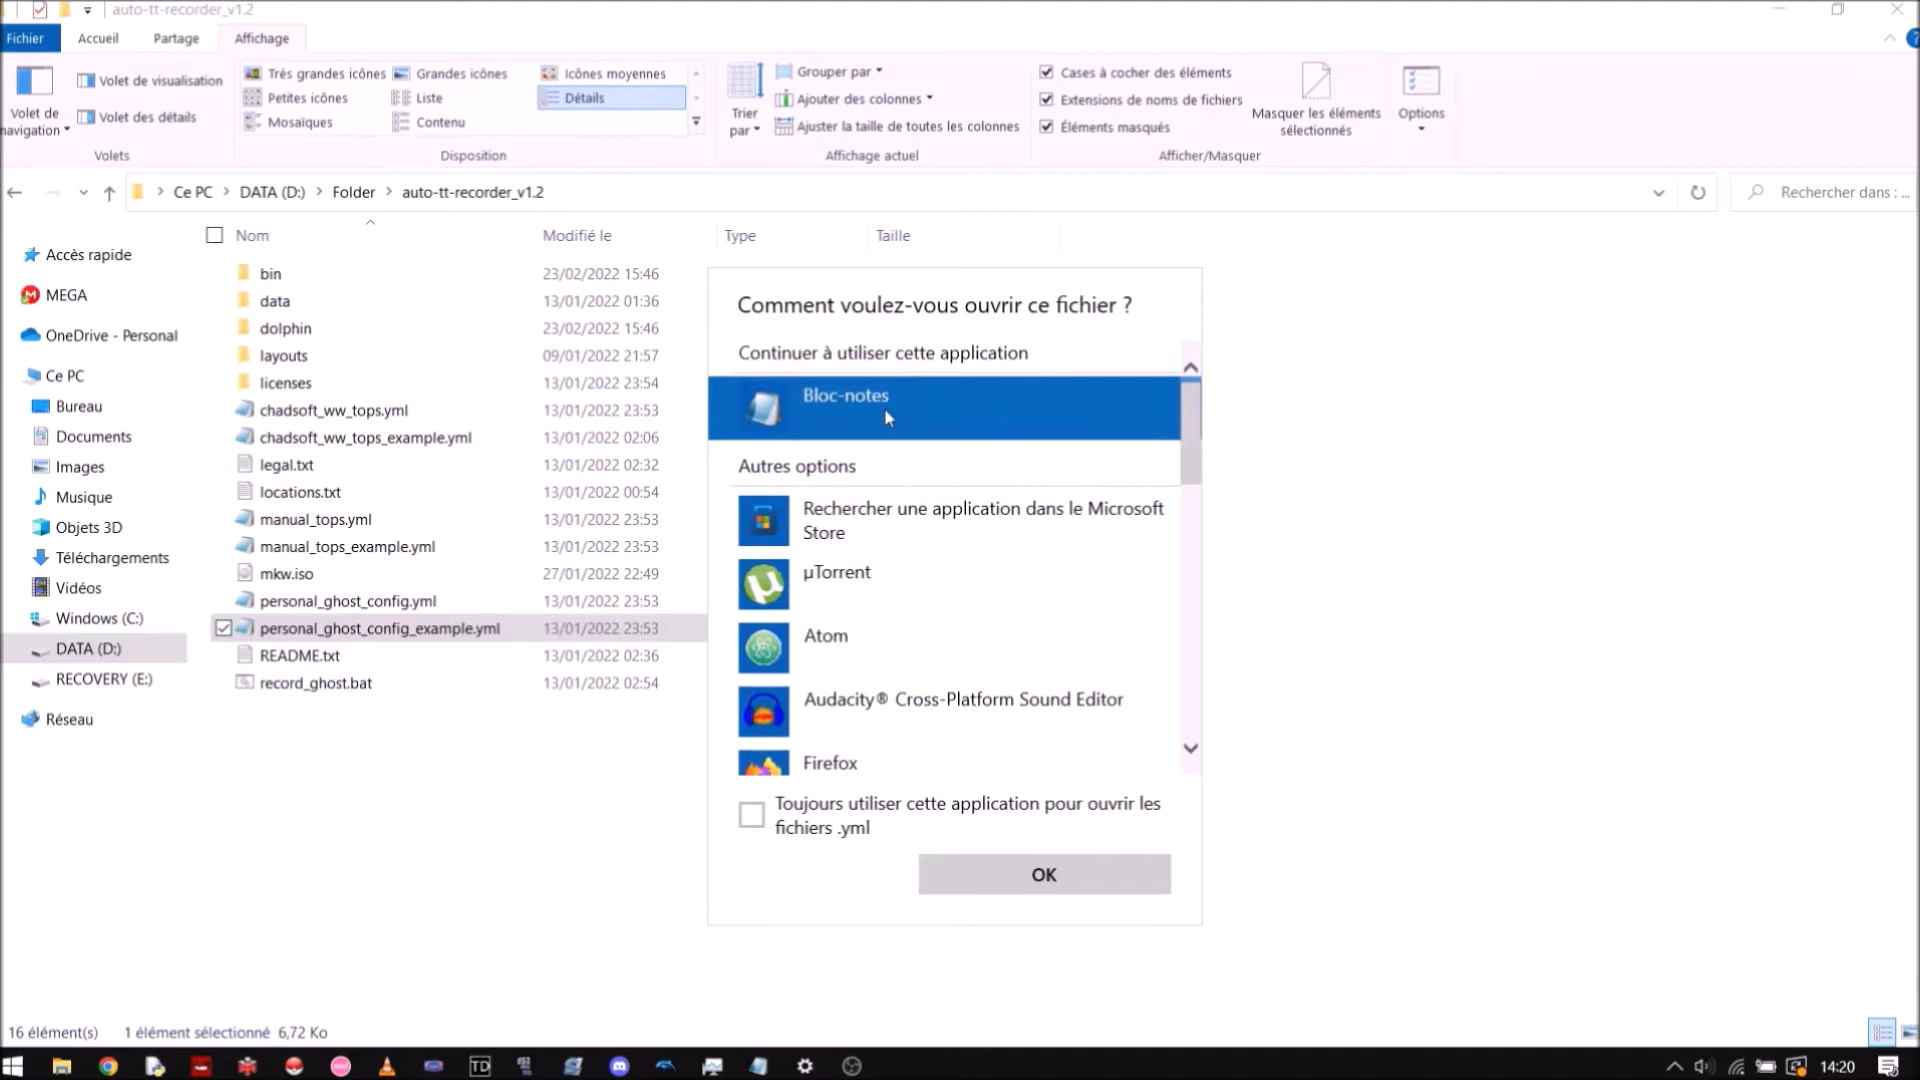 auto-tt-recorder_v1.2
Fichier Accueil Partage Affichage
Volet de navigation
Volet de visualisation
Volet des détails
Volets
Très grandes icônes Grandes icônes Icônes moyennes
Petites icônes Liste Détails
Mosaïques Contenu
Disposition
Trier par
Grouper par
Ajouter des colonnes
Ajuster la taille de toutes les colonnes
Affichage actuel
Cases à cocher des éléments
Extensions de noms de fichiers
Éléments masqués
Masquer les éléments
sélectionnés
Afficher/Masquer
Options
Ce PC DATA (D:) Folder auto-tt-recorder_v1.2
Rechercher dans : ...
Accès rapide
MEGA
OneDrive - Personal
Ce PC
Bureau
Documents
Images
Musique
Objets 3D
Téléchargements
Vidéos
Windows (C:)
DATA (D:)
RECOVERY (E:)
Réseau
Nom Modifié le Type Taille
bin 23/02/2022 15:46
data 13/01/2022 01:36
dolphin 23/02/2022 15:46
layouts 09/01/2022 21:57
licenses 13/01/2022 23:54
chadsoft_ww_tops.yml 13/01/2022 23:53
chadsoft_ww_tops_example.yml 13/01/2022 02:06
legal.txt 13/01/2022 02:32
locations.txt 13/01/2022 00:54
manual_tops.yml 13/01/2022 23:53
manual_tops_example.yml 13/01/2022 23:53
mkw.iso 27/01/2022 22:49
personal_ghost_config.yml 13/01/2022 23:53
personal_ghost_config_example.yml 13/01/2022 23:53
README.txt 13/01/2022 02:36
record_ghost.bat 13/01/2022 02:54
Comment voulez-vous ouvrir ce fichier ?
Continuer à utiliser cette application
Bloc-notes
Autres options
Rechercher une application dans le Microsoft
Store
µTorrent
Atom
Audacity® Cross-Platform Sound Editor
Firefox
Toujours utiliser cette application pour ouvrir les
fichiers .yml
OK
16 élément(s) 1 élément sélectionné 6,72 Ko
TD
14:20